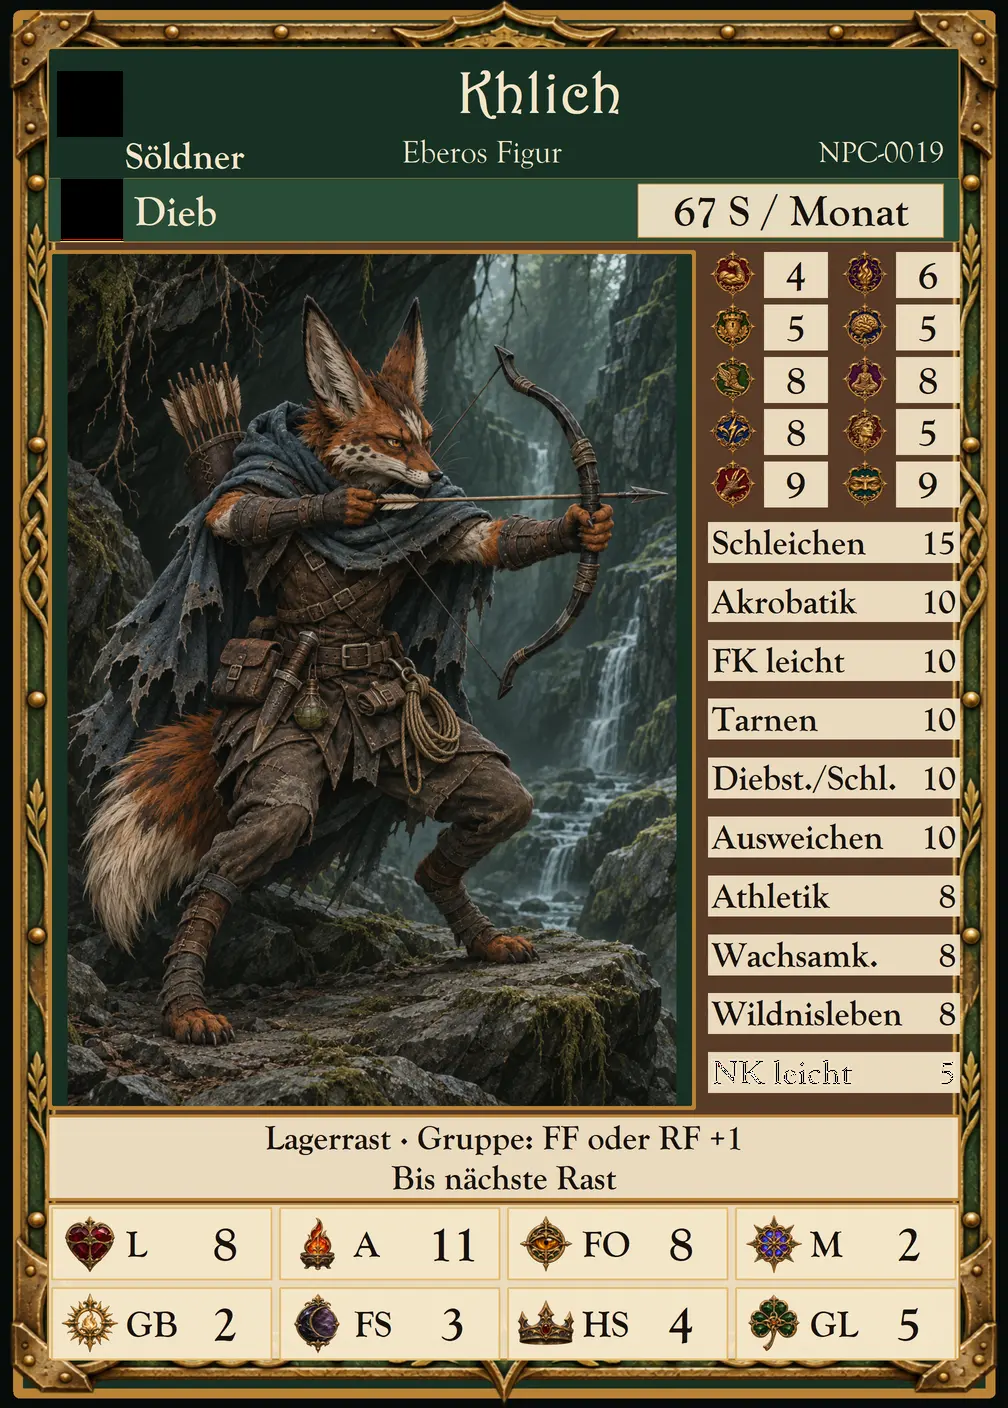 Khlich
Söldner
Eberos Figur
NPC-0019
Dieb
67 S / Monat
4
6
5
5
8
8
8
5
9
9
Schleichen 15
Akrobatik 10
FK leicht 10
Tarnen 10
Diebst./Schl. 10
Ausweichen 10
Athletik 8
Wachsamk. 8
Wildnisleben 8
NK leicht 5
Lagerrast · Gruppe: FF oder RF +1
Bis nächste Rast
L 8
A 11
FO 8
M 2
GB 2
FS 3
HS 4
GL 5